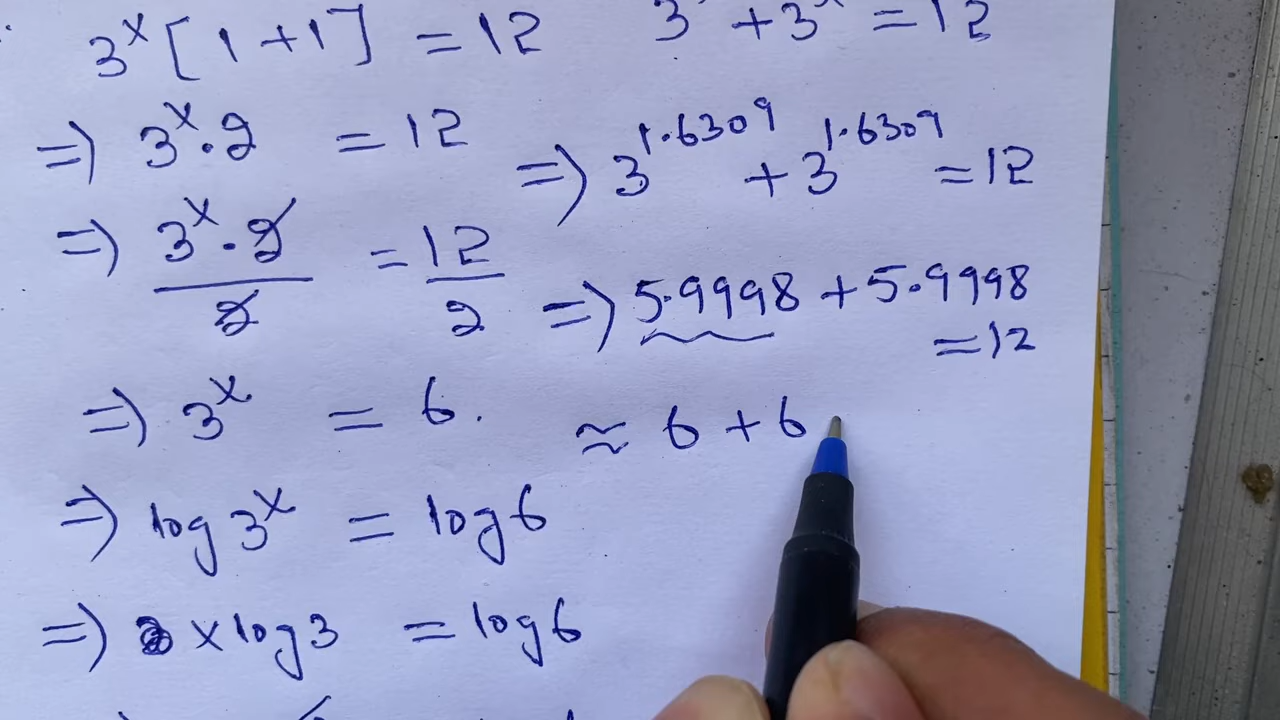 3^x [1+1] = 12
=> 3^x . 2 = 12
=> 3^x . 2 / 2 = 12 / 2
=> 3^x = 6.
=> log 3^x = log 6
=> x log 3 = log 6
3 + 3 = 12
=> 3^1.6309 + 3^1.6309 = 12
=> 5.9998 + 5.9998
= 12
≈ 6 + 6